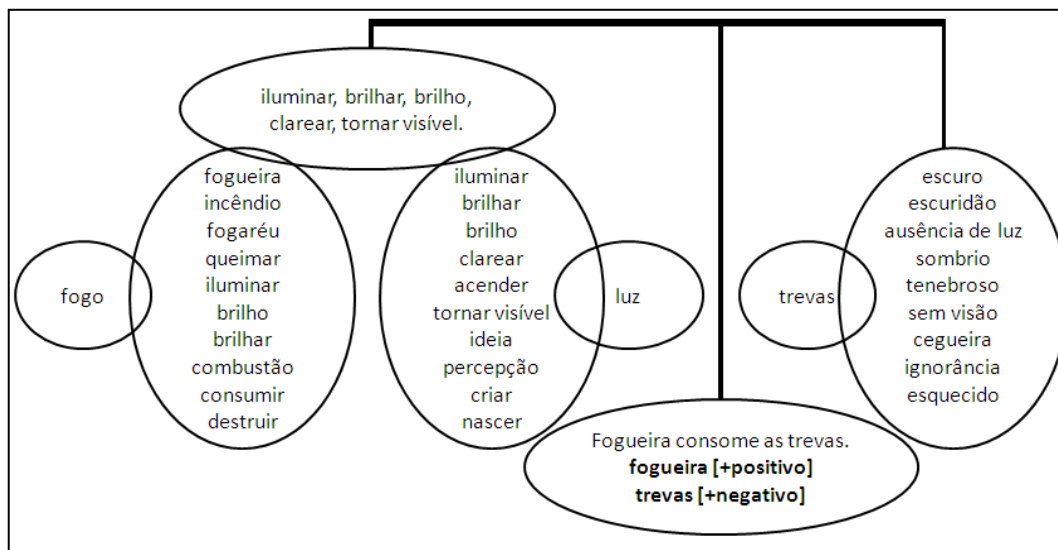 iluminar, brilhar, brilho,
clarear, tornar visível.
fogo
fogueira
incêndio
fogaréu
queimar
iluminar
brilho
brilhar
combustão
consumir
destruir
iluminar
brilhar
brilho
clarear
acender
tornar visível
ideia
percepção
criar
nascer
luz
trevas
escuro
escuridão
ausência de luz
sombrio
tenebroso
sem visão
cegueira
ignorância
esquecido
Fogueira consome as trevas.
fogueira [+positivo]
trevas [+negativo]